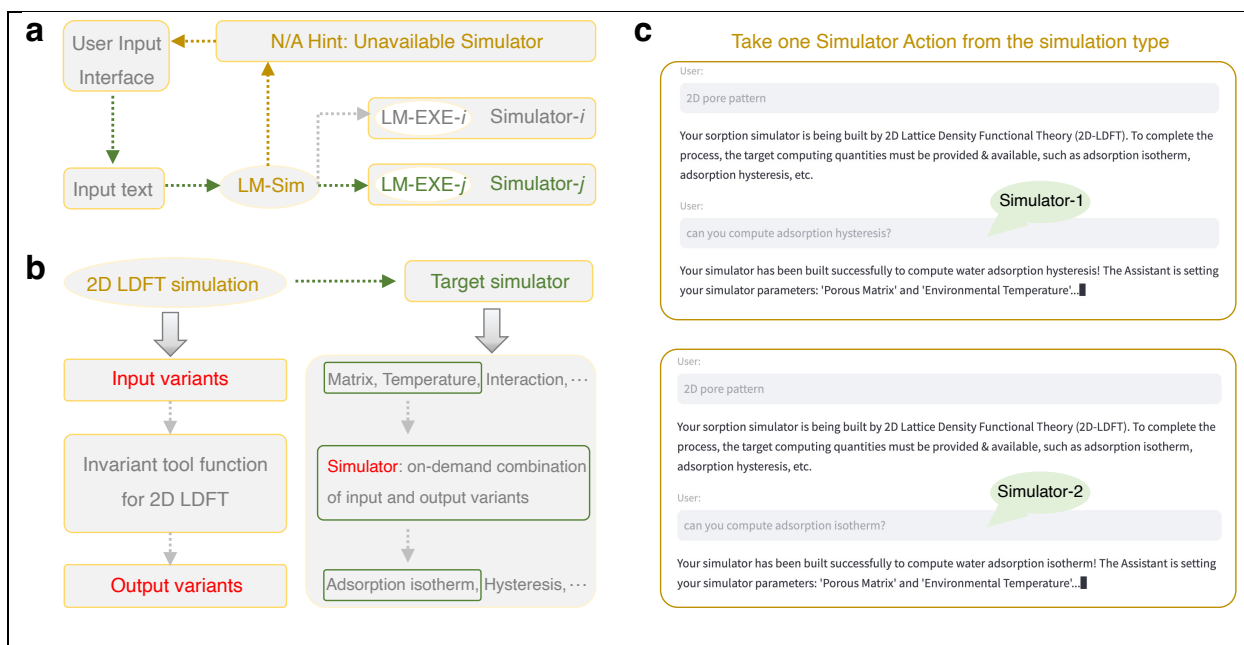 a
User Input
Interface
N/A Hint: Unavailable Simulator
LM-EXE-i Simulator-i
Input text
LM-Sim
LM-EXE-j Simulator-j
b
2D LDFT simulation
Target simulator
Input variants
Invariant tool function
for 2D LDFT
Output variants
Matrix, Temperature, Interaction, ···
Simulator: on-demand combination
of input and output variants
Adsorption isotherm, Hysteresis, ···
c
Take one Simulator Action from the simulation type
User:
2D pore pattern
Your sorption simulator is being built by 2D Lattice Density Functional Theory (2D-LDFT). To complete the
process, the target computing quantities must be provided & available, such as adsorption isotherm,
adsorption hysteresis, etc.
Simulator-1
User:
can you compute adsorption hysteresis?
Your simulator has been built successfully to compute water adsorption hysteresis! The Assistant is setting
your simulator parameters: 'Porous Matrix' and 'Environmental Temperature'...
User:
2D pore pattern
Your sorption simulator is being built by 2D Lattice Density Functional Theory (2D-LDFT). To complete the
process, the target computing quantities must be provided & available, such as adsorption isotherm,
adsorption hysteresis, etc.
Simulator-2
User:
can you compute adsorption isotherm?
Your simulator has been built successfully to compute water adsorption isotherm! The Assistant is setting
your simulator parameters: 'Porous Matrix' and 'Environmental Temperature'...